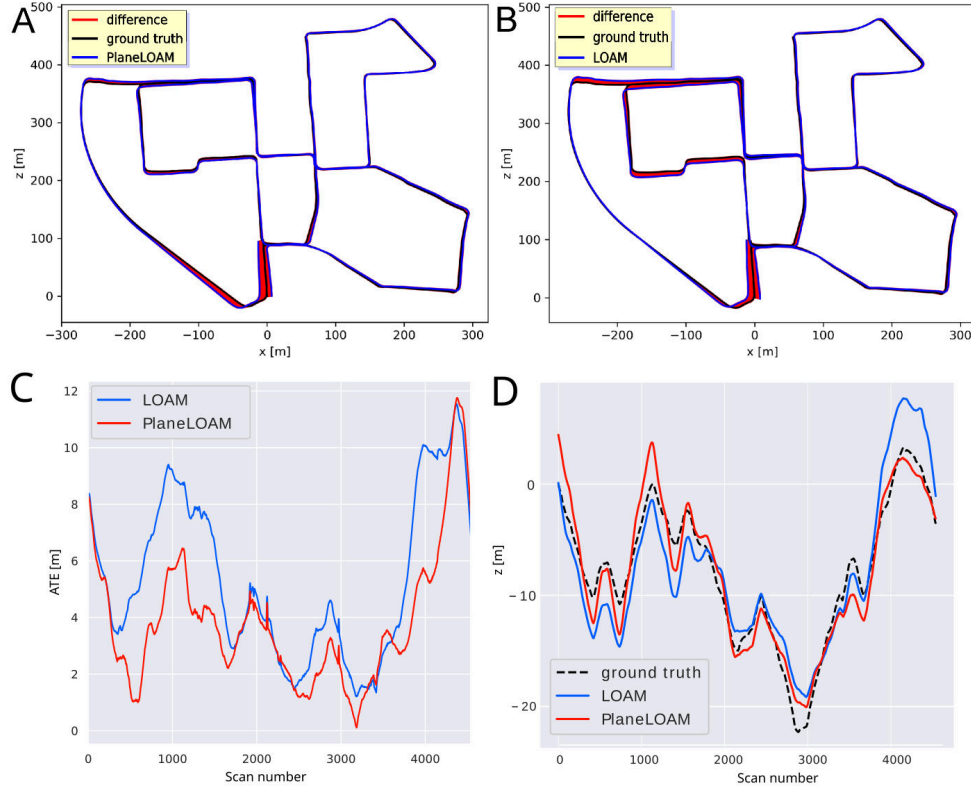 A
difference
ground truth
PlaneLOAM
500
400
300
200
100
0
z [m]
−300
−200
−100
0
100
200
300
x [m]
B
difference
ground truth
LOAM
500
400
300
200
100
0
z [m]
−200
−100
0
100
200
300
x [m]
C
LOAM
PlaneLOAM
12
10
8
6
4
2
0
ATE [m]
0
1000
2000
3000
4000
Scan number
D
0
−10
−20
z [m]
ground truth
LOAM
PlaneLOAM
0
1000
2000
3000
4000
Scan number